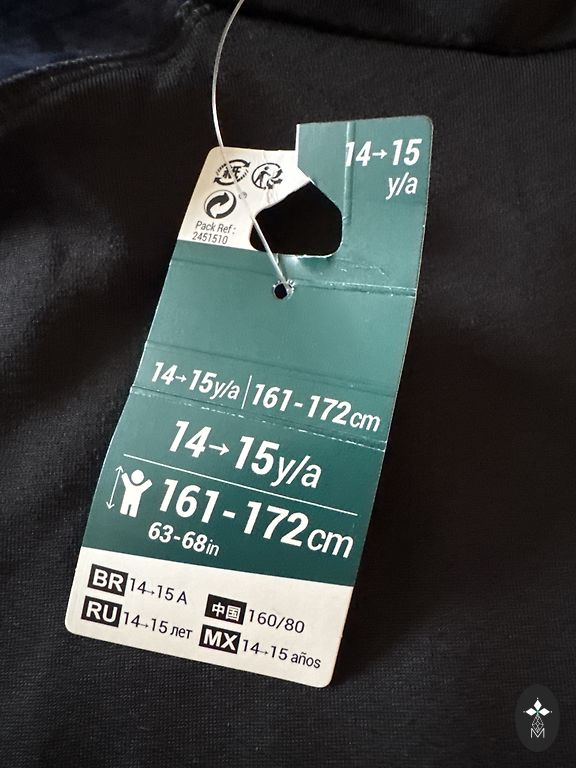 14→15
y/a
Pack Ref:
2451510
14→15y/a | 161-172cm
14→15y/a
161-172cm
63-68in
BR 14→15 A
中国 160/80
RU 14→15 лет
MX 14→15 años
M